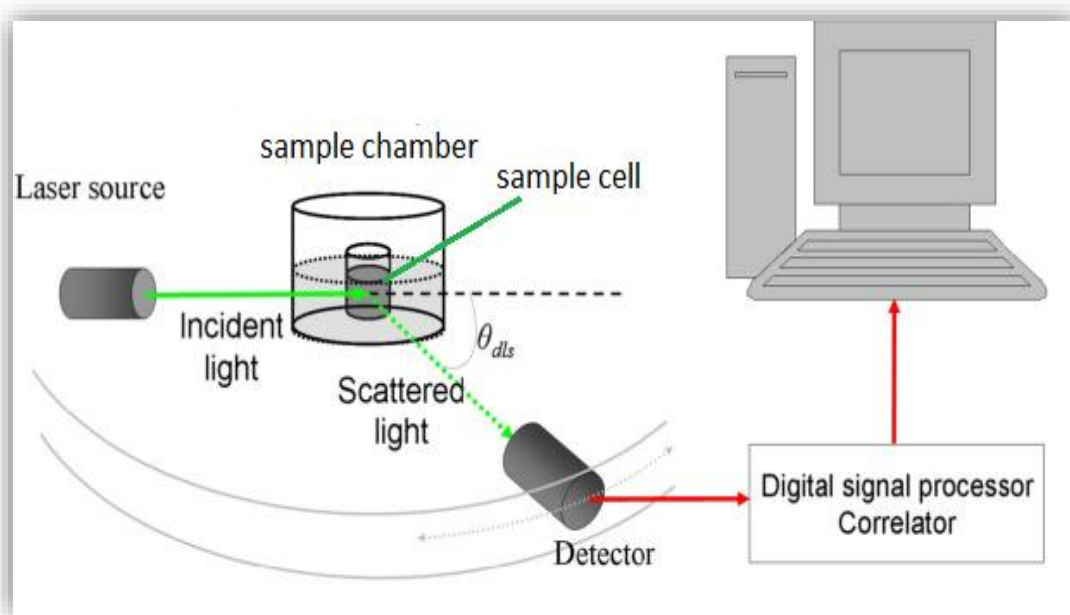 sample chamber
sample cell
Laser source
Incident
light
θdls
Scattered
light
Digital signal processor
Correlator
Detector